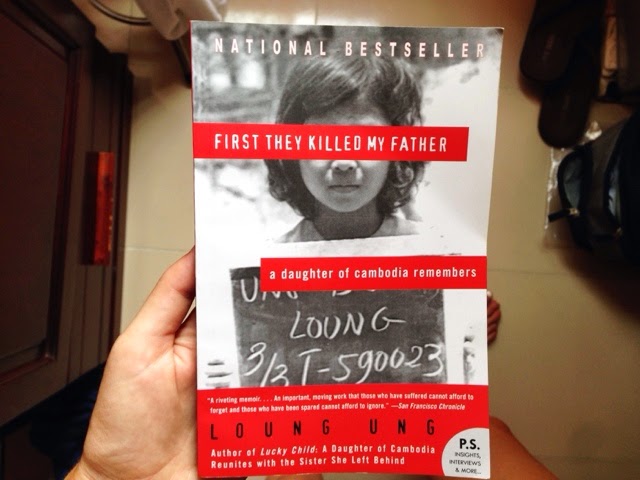 NATIONAL BESTSELLER
FIRST THEY KILLED MY FATHER
a daughter of cambodia remembers
LOUNG
3/3 T-590023
"A riveting memoir. . . . An important, moving work that those who have suffered cannot afford to
forget and those who have been spared cannot afford to ignore." —San Francisco Chronicle
LOUNG UNG
Author of Lucky Child: A Daughter of Cambodia
Reunites with the Sister She Left Behind
P.S.
INSIGHTS,
INTERVIEWS
& MORE...